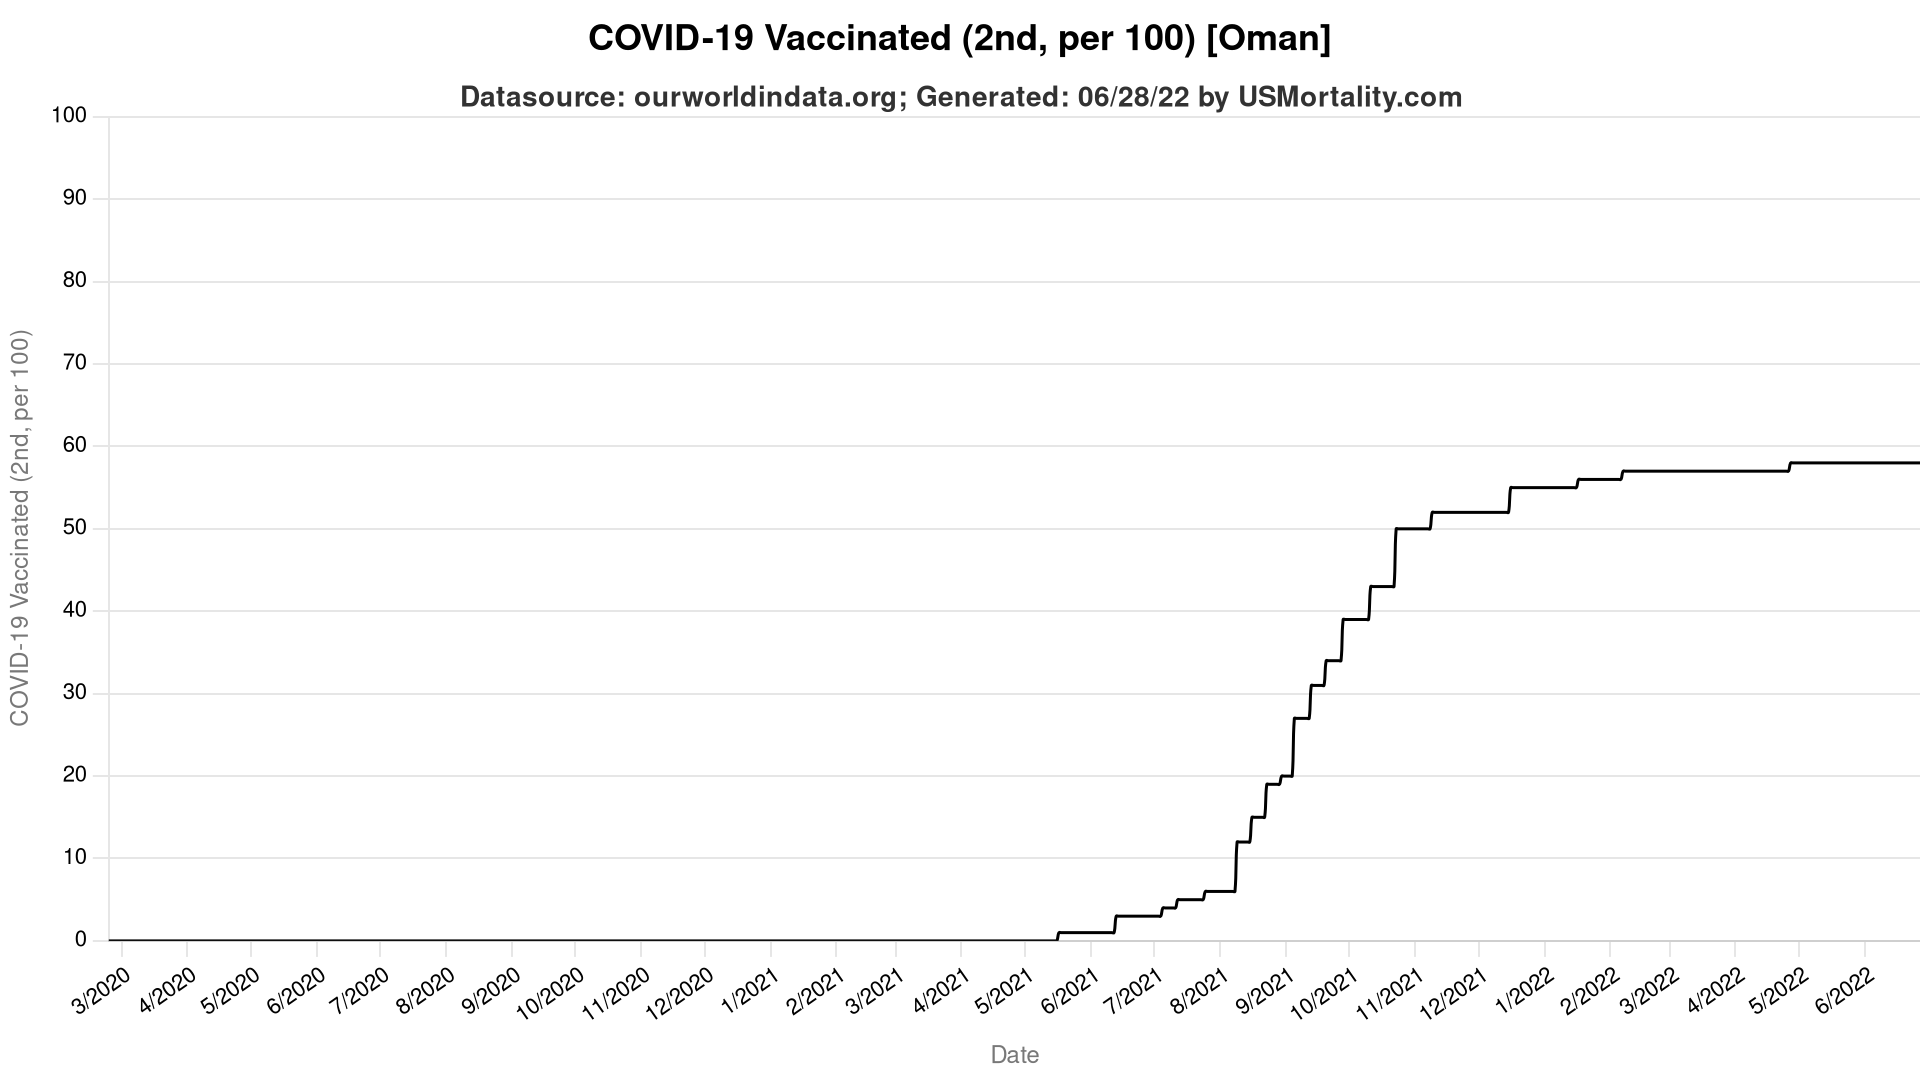 COVID-19 Vaccinated (2nd, per 100) [Oman]
Datasource: ourworldindata.org; Generated: 06/28/22 by USMortality.com
COVID-19 Vaccinated (2nd, per 100)
100
90
80
70
60
50
40
30
20
10
0
3/2020 4/2020 5/2020 6/2020 7/2020 8/2020 9/2020 10/2020 11/2020 12/2020 1/2021 2/2021 3/2021 4/2021 5/2021 6/2021 7/2021 8/2021 9/2021 10/2021 11/2021 12/2021 1/2022 2/2022 3/2022 4/2022 5/2022 6/2022
Date